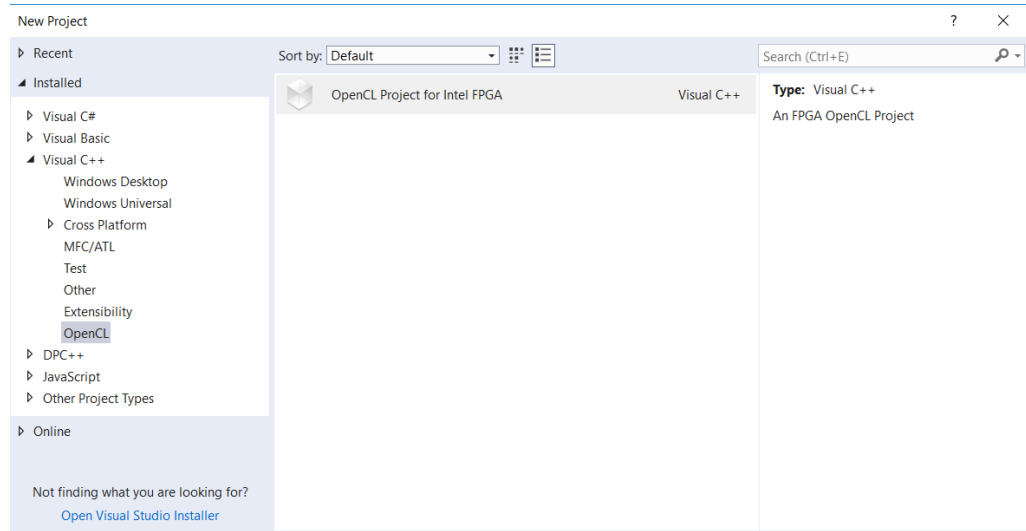 New Project
?
Recent
Installed
Visual C#
Visual Basic
Visual C++
Windows Desktop
Windows Universal
Cross Platform
MFC/ATL
Test
Other
Extensibility
OpenCL
DPC++
JavaScript
Other Project Types
Online
Not finding what you are looking for?
Open Visual Studio Installer
Sort by: Default
OpenCL Project for Intel FPGA Visual C++
Search (Ctrl+E)
Type: Visual C++
An FPGA OpenCL Project